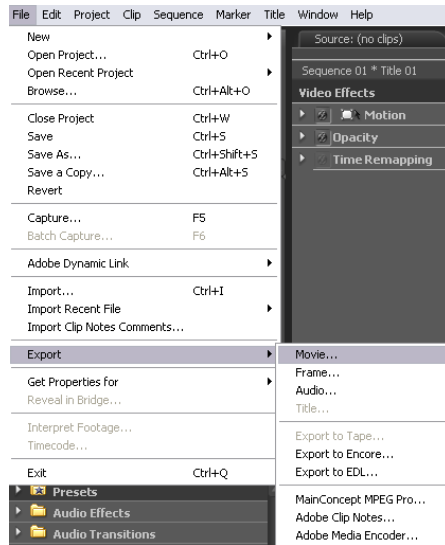 File Edit Project Clip Sequence Marker Title Window Help
New
Open Project... Ctrl+O
Open Recent Project
Browse... Ctrl+Alt+O
Close Project Ctrl+W
Save Ctrl+S
Save As... Ctrl+Shift+S
Save a Copy... Ctrl+Alt+S
Revert
Capture... F5
Batch Capture... F6
Adobe Dynamic Link
Import... Ctrl+I
Import Recent File
Import Clip Notes Comments...
Export
Get Properties for
Reveal in Bridge...
Interpret Footage...
Timecode...
Exit Ctrl+Q
Presets
Audio Effects
Audio Transitions
Source: (no clips)
Sequence 01 * Title 01
Video Effects
Motion
Opacity
Time Remapping
Movie...
Frame...
Audio...
Title...
Export to Tape...
Export to Encore...
Export to EDL...
MainConcept MPEG Pro...
Adobe Clip Notes...
Adobe Media Encoder...